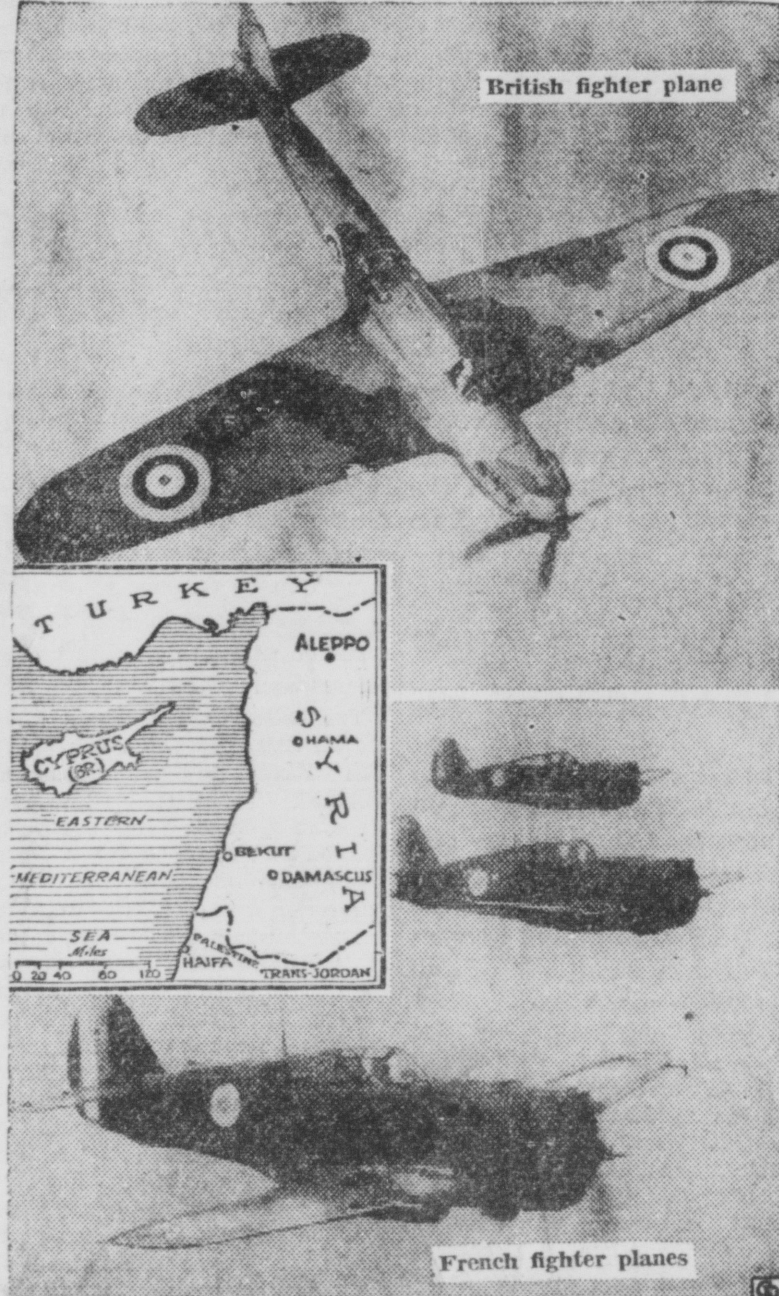 British fighter plane
TURKEY
ALEPPO
HAMA
SYRIA
CYPRUS
(BR.)
EASTERN
MEDITERRANEAN
SEA
BEKUT
DAMASCUS
Miles
0 20 40 60 120
PALESTINE
HAIFA
TRANS-JORDAN
French fighter planes